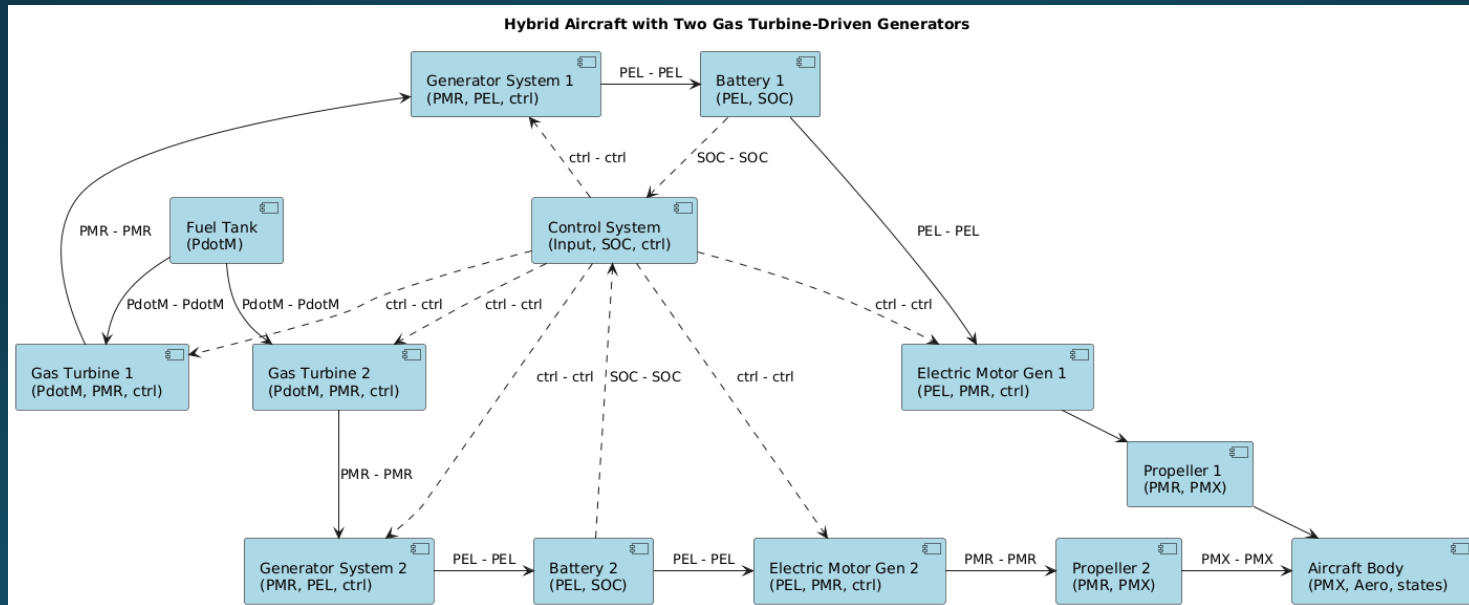 Hybrid Aircraft with Two Gas Turbine-Driven Generators
Generator System 1
(PMR, PEL, ctrl)
PEL - PEL
Battery 1
(PEL, SOC)
ctrl - ctrl
SOC - SOC
PMR - PMR
Fuel Tank
(PdotM)
Control System
(Input, SOC, ctrl)
PEL - PEL
PdotM - PdotM
PdotM - PdotM
ctrl - ctrl
ctrl - ctrl
ctrl - ctrl
Gas Turbine 1
(PdotM, PMR, ctrl)
Gas Turbine 2
(PdotM, PMR, ctrl)
ctrl - ctrl
SOC - SOC
ctrl - ctrl
Electric Motor Gen 1
(PEL, PMR, ctrl)
PMR - PMR
Propeller 1
(PMR, PMX)
Generator System 2
(PMR, PEL, ctrl)
PEL - PEL
Battery 2
(PEL, SOC)
PEL - PEL
Electric Motor Gen 2
(PEL, PMR, ctrl)
PMR - PMR
Propeller 2
(PMR, PMX)
PMX - PMX
Aircraft Body
(PMX, Aero, states)